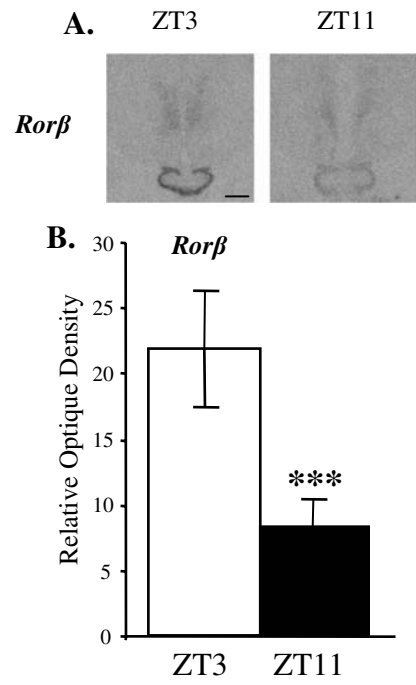 A.
ZT3 ZT11
Rorβ
B.
Rorβ
Relative Optique Density
30
25
20
15
10
5
0
***
ZT3 ZT11